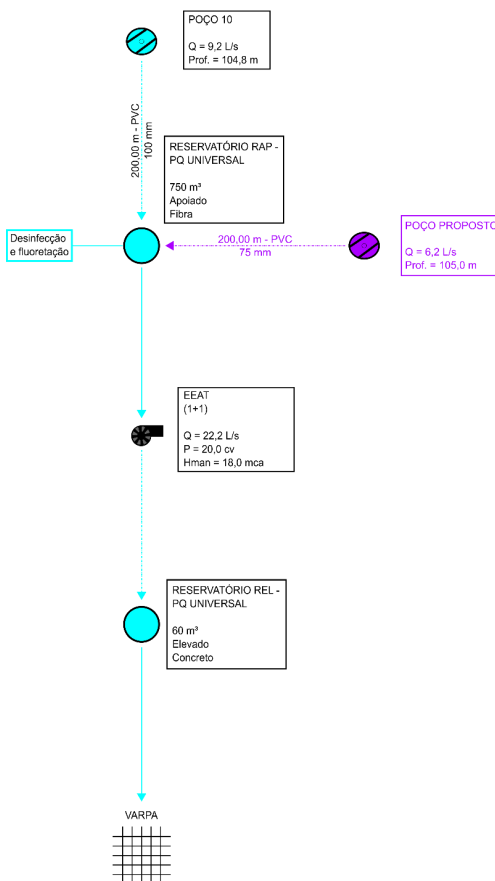 POÇO 10
Q = 9,2 L/s
Prof. = 104,8 m
200,00 m - PVC
100 mm
RESERVATÓRIO RAP -
PQ UNIVERSAL
750 m³
Apoiado
Fibra
Desinfecção
e fluoretação
200,00 m - PVC
75 mm
POÇO PROPOSTO
Q = 6,2 L/s
Prof. = 105,0 m
EEAT
(1+1)
Q = 22,2 L/s
P = 20,0 cv
Hman = 18,0 mca
RESERVATÓRIO REL -
PQ UNIVERSAL
60 m³
Elevado
Concreto
VARPA